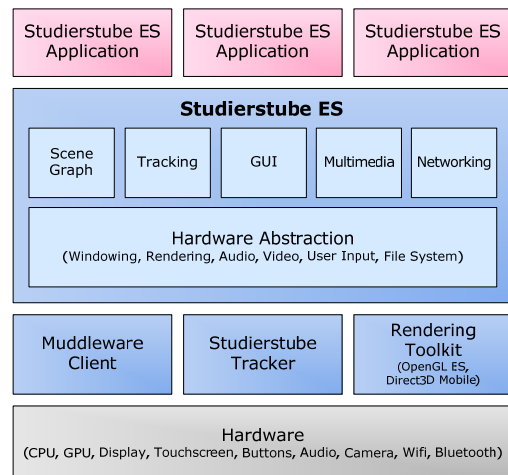 Studierstube ES
Application
Studierstube ES
Application
Studierstube ES
Application
Studierstube ES
Scene
Graph
Tracking
GUI
Multimedia
Networking
Hardware Abstraction
(Windowing, Rendering, Audio, Video, User Input, File System)
Muddleware
Client
Studierstube
Tracker
Rendering
Toolkit
(OpenGL ES,
Direct3D Mobile)
Hardware
(CPU, GPU, Display, Touchscreen, Buttons, Audio, Camera, Wifi, Bluetooth)